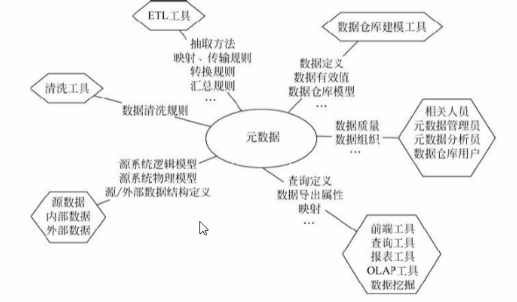 ETL工具
抽取方法
映射、传输规则
转换规则
汇总规则
…
数据仓库建模工具
数据定义
数据有效值
数据仓库模型
…
清洗工具
数据清洗规则
元数据
数据质量
数据组织
…
相关人员
元数据管理员
元数据分析员
数据仓库用户
源系统逻辑模型
源系统物理模型
源/外部数据结构定义
源数据
内部数据
外部数据
查询定义
数据导出属性
映射
…
前端工具
查询工具
报表工具
OLAP工具
数据挖掘